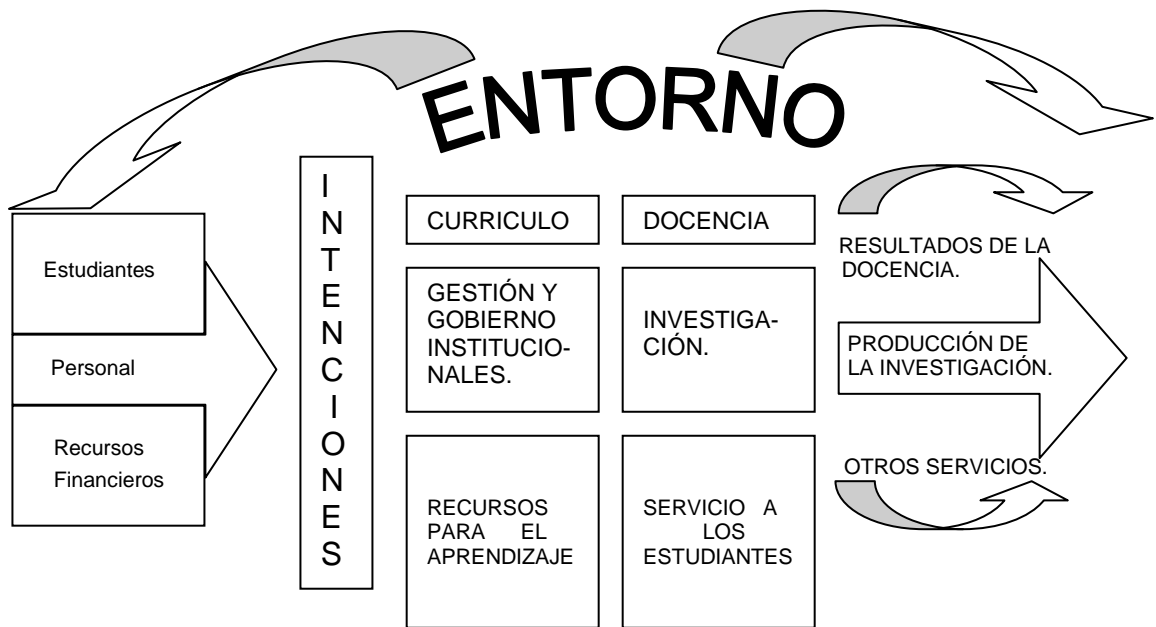 ENTORNO
Estudiantes
Personal
Recursos
Financieros
INTENCIONES
CURRICULO
DOCENCIA
GESTIÓN Y
GOBIERNO
INSTITUCIO-
NALES.
INVESTIGA-
CIÓN.
RECURSOS
PARA EL
APRENDIZAJE
SERVICIO A
LOS
ESTUDIANTES
RESULTADOS DE LA
DOCENCIA.
PRODUCCIÓN DE
LA INVESTIGACIÓN.
OTROS SERVICIOS.